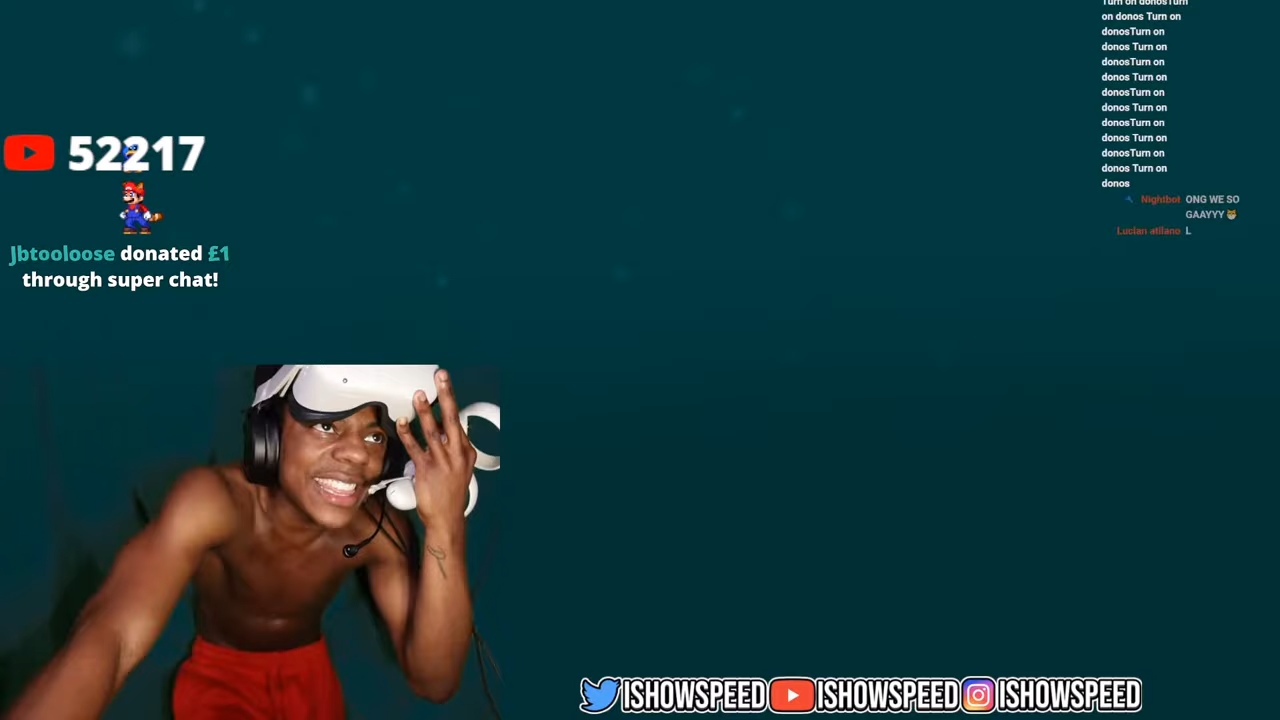 52217
Jbtooloose donated £1
through super chat!
Turn on donosTurn
on donos Turn on
donosTurn on
donos Turn on
donosTurn on
donos Turn on
donosTurn on
donos Turn on
donosTurn on
donos Turn on
donosTurn on
donos Turn on
donos
Nightbot ONG WE SO
GAAYYY
Lucian atilano L
ISHOWSPEED ISHOWSPEED ISHOWSPEED